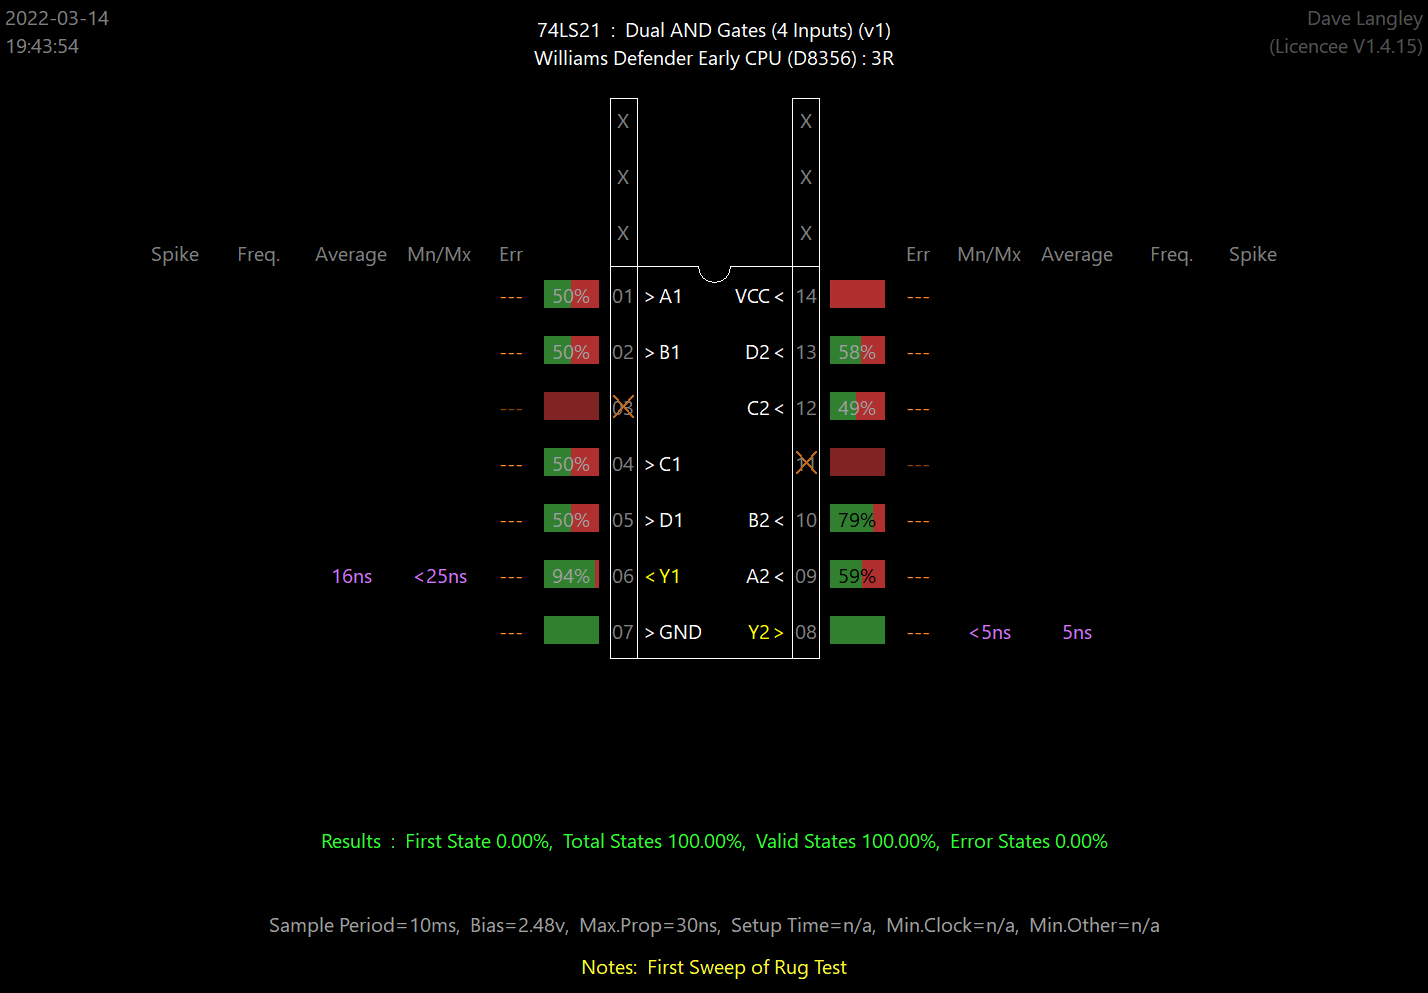 2022-03-14
19:43:54
74LS21 : Dual AND Gates (4 Inputs) (v1)
Williams Defender Early CPU (D8356) : 3R
Dave Langley
(Licencee V1.4.15)
X X
X X
X X
Spike Freq. Average Mn/Mx Err Err Mn/Mx Average Freq. Spike
--- 50% 01 >A1 VCC< 14 ---
--- 50% 02 >B1 D2< 13 58% ---
--- 03 C2< 12 49% ---
--- 50% 04 >C1 11 ---
--- 50% 05 >D1 B2< 10 79% ---
16ns <25ns --- 94% 06 <Y1 A2< 09 59% ---
--- 07 >GND Y2> 08 --- <5ns 5ns
Results : First State 0.00%, Total States 100.00%, Valid States 100.00%, Error States 0.00%
Sample Period=10ms, Bias=2.48v, Max.Prop=30ns, Setup Time=n/a, Min.Clock=n/a, Min.Other=n/a
Notes: First Sweep of Rug Test